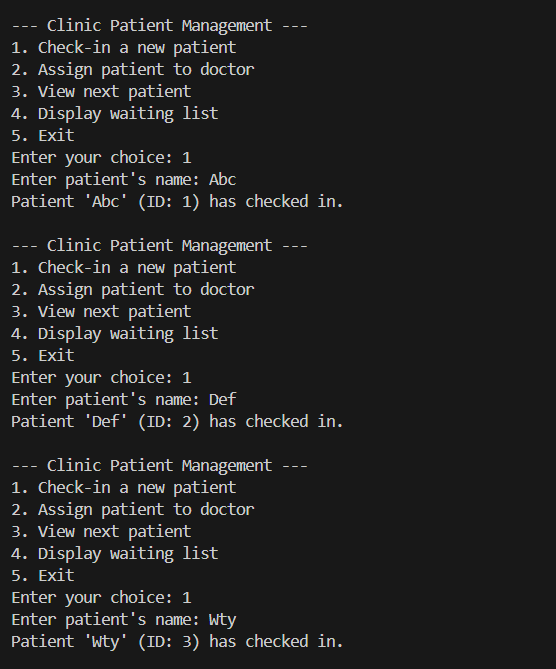 --- Clinic Patient Management ---
1. Check-in a new patient
2. Assign patient to doctor
3. View next patient
4. Display waiting list
5. Exit
Enter your choice: 1
Enter patient's name: Abc
Patient 'Abc' (ID: 1) has checked in.

--- Clinic Patient Management ---
1. Check-in a new patient
2. Assign patient to doctor
3. View next patient
4. Display waiting list
5. Exit
Enter your choice: 1
Enter patient's name: Def
Patient 'Def' (ID: 2) has checked in.

--- Clinic Patient Management ---
1. Check-in a new patient
2. Assign patient to doctor
3. View next patient
4. Display waiting list
5. Exit
Enter your choice: 1
Enter patient's name: Wty
Patient 'Wty' (ID: 3) has checked in.